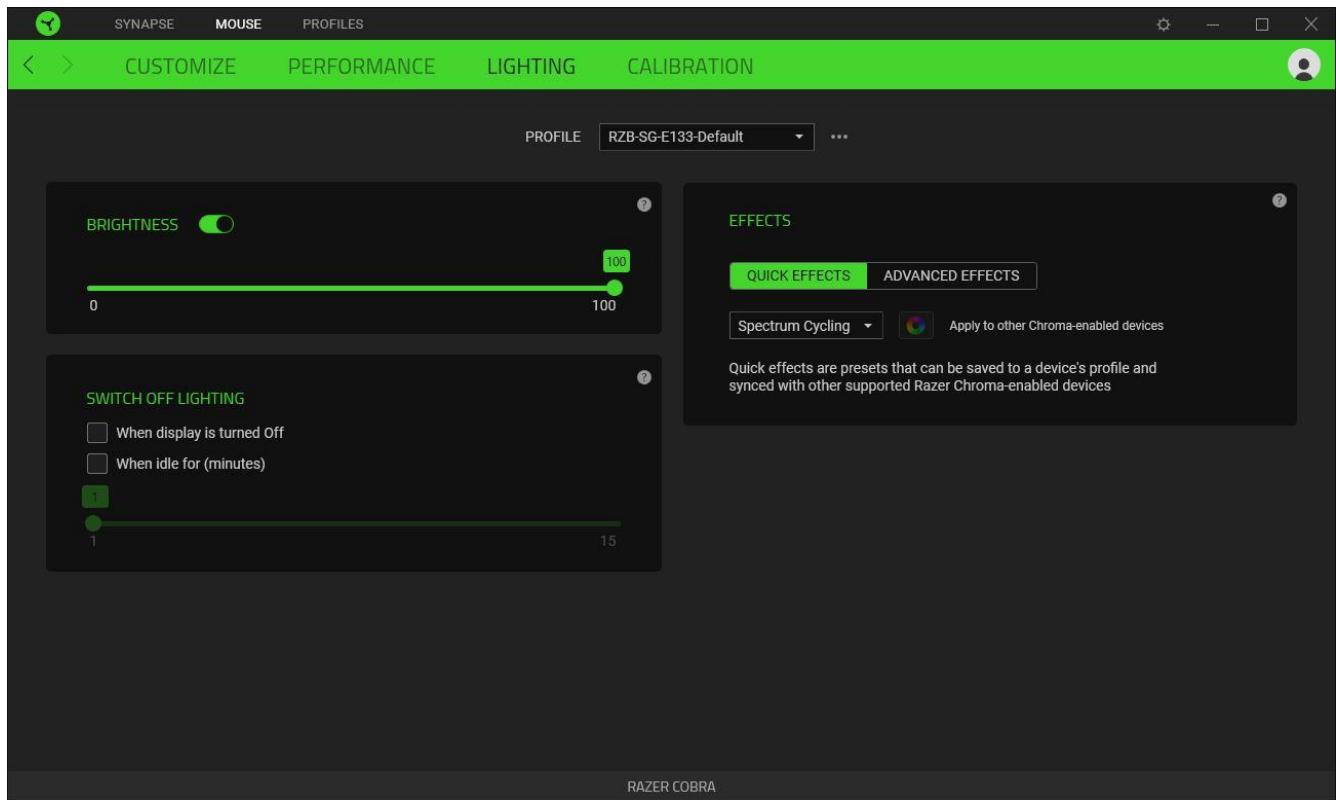 SYNAPSE MOUSE PROFILES
CUSTOMIZE PERFORMANCE LIGHTING CALIBRATION
PROFILE RZB-SG-E133-Default
BRIGHTNESS
100
0 100
SWITCH OFF LIGHTING
When display is turned Off
When idle for (minutes)
1
1 15
EFFECTS
QUICK EFFECTS ADVANCED EFFECTS
Spectrum Cycling Apply to other Chroma-enabled devices
Quick effects are presets that can be saved to a device's profile and
synced with other supported Razer Chroma-enabled devices
RAZER COBRA